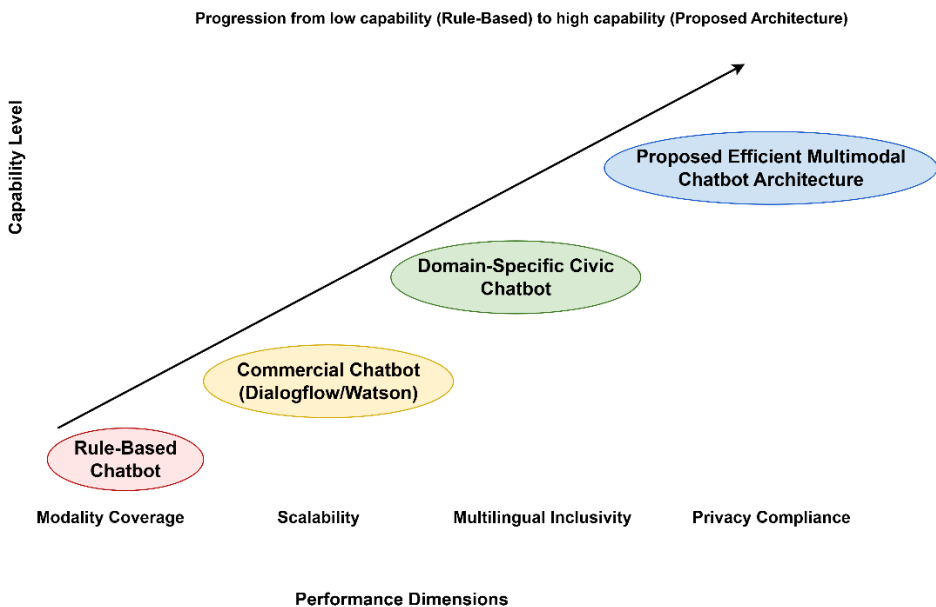 Progression from low capability (Rule-Based) to high capability (Proposed Architecture)
Capability Level
Proposed Efficient Multimodal
Chatbot Architecture
Domain-Specific Civic
Chatbot
Commercial Chatbot
(Dialogflow/Watson)
Rule-Based
Chatbot
Modality Coverage
Scalability
Multilingual Inclusivity
Privacy Compliance
Performance Dimensions